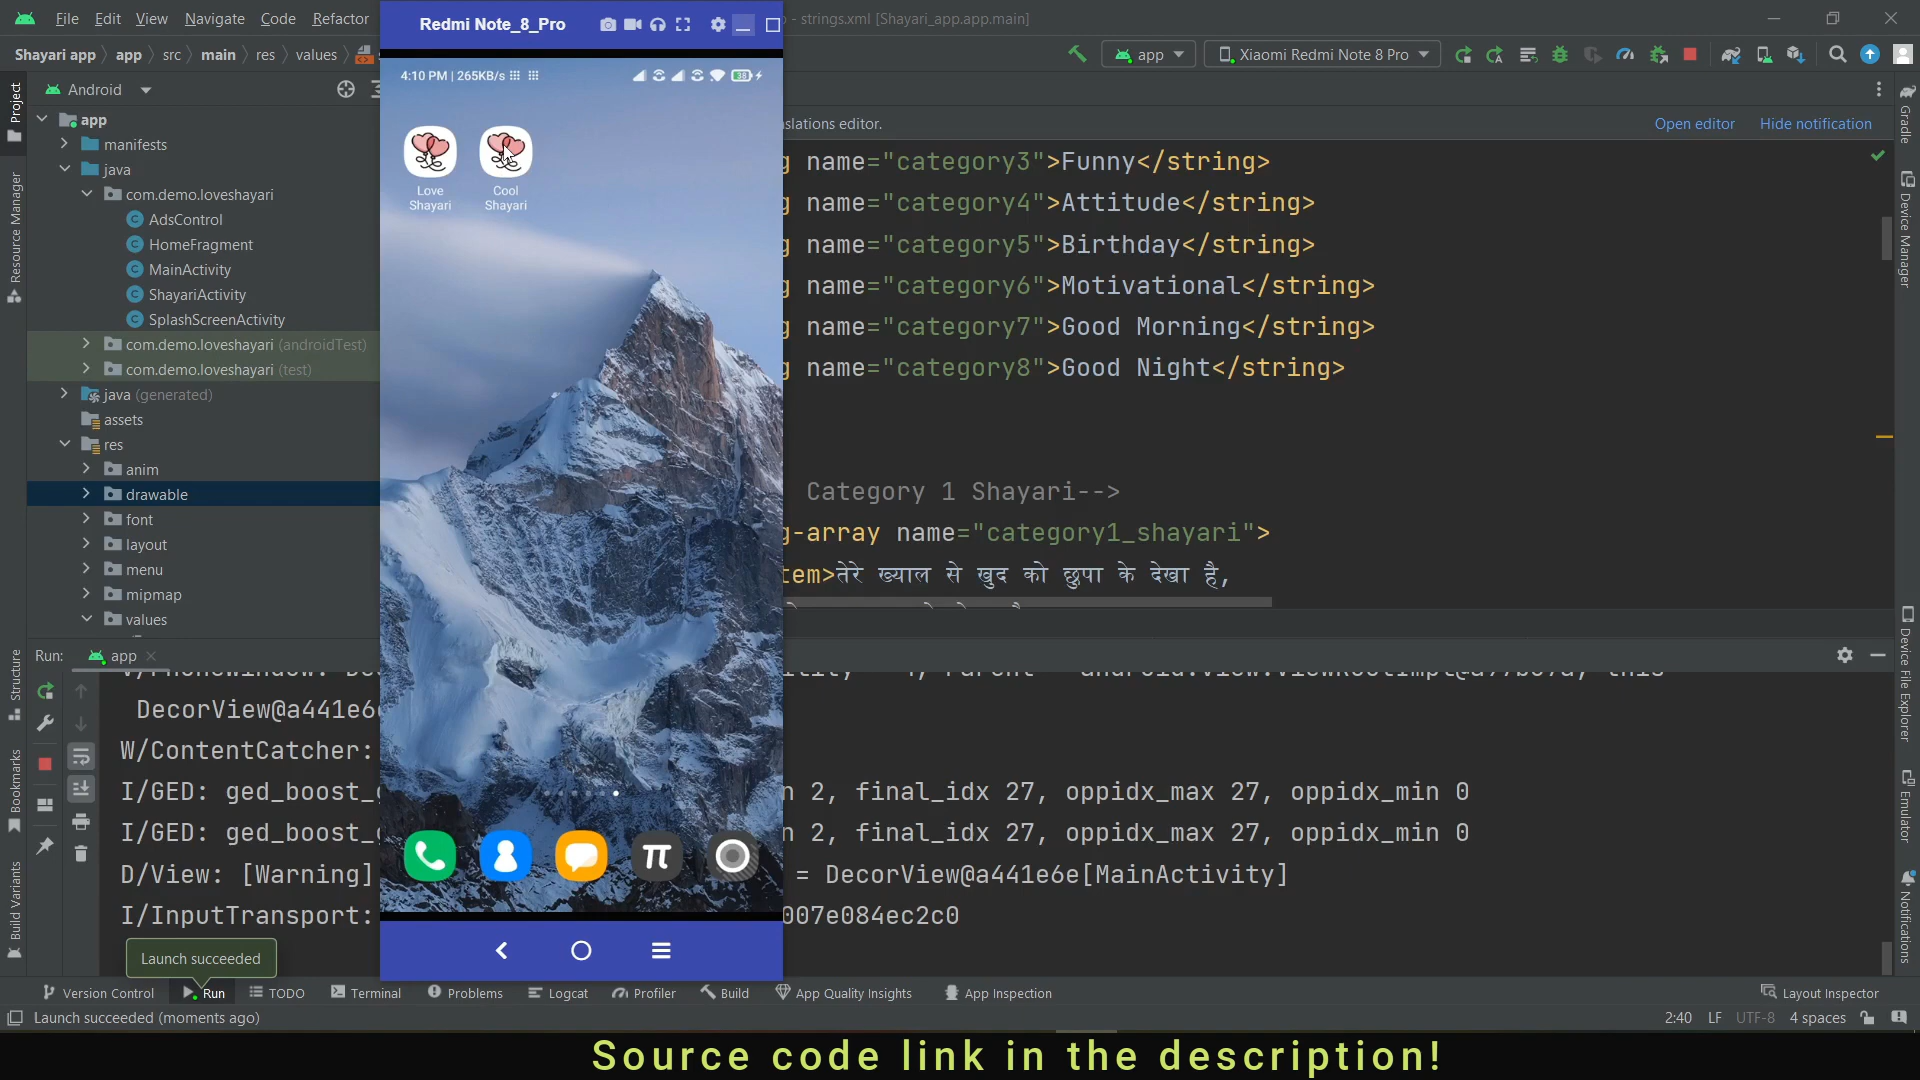 File Edit View Navigate Code Refactor
Redmi Note_8_Pro
- strings.xml [Shayari_app.app.main]
Shayari app app src main res values
app
Xiaomi Redmi Note 8 Pro
Android
4:10 PM | 265KB/s
38
slations editor.
Open editor Hide notification
app
manifests
java
com.demo.loveshayari
AdsControl
HomeFragment
MainActivity
ShayariActivity
SplashScreenActivity
com.demo.loveshayari (androidTest)
com.demo.loveshayari (test)
java (generated)
assets
res
anim
drawable
font
layout
menu
mipmap
values
Love
Shayari
Cool
Shayari
g name="category3">Funny</string>
g name="category4">Attitude</string>
g name="category5">Birthday</string>
g name="category6">Motivational</string>
g name="category7">Good Morning</string>
g name="category8">Good Night</string>
Category 1 Shayari-->
g-array name="category1_shayari">
tem>तेरे ख्याल से खुद को छुपा के देखा है,
Project
Resource Manager
Structure
Bookmarks
Build Variants
Gradle
Device Manager
Device File Explorer
Emulator
Notifications
Run: app
DecorView@a441e6
W/ContentCatcher:
I/GED: ged_boost_
n 2, final_idx 27, oppidx_max 27, oppidx_min 0
I/GED: ged_boost_
n 2, final_idx 27, oppidx_max 27, oppidx_min 0
D/View: [Warning]
= DecorView@a441e6e[MainActivity]
I/InputTransport:
007e084ec2c0
Launch succeeded
Version Control Run TODO Terminal Problems Logcat Profiler Build App Quality Insights App Inspection Layout Inspector
Launch succeeded (moments ago)
2:40 LF UTF-8 4 spaces
Source code link in the description!